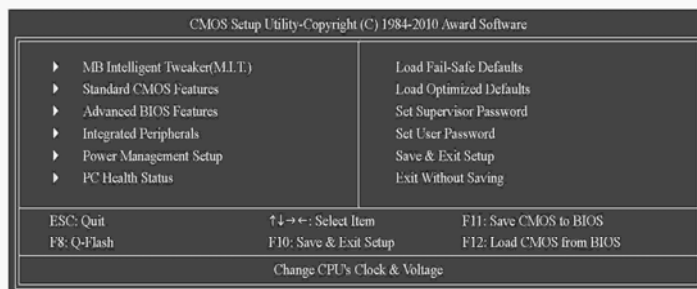 CMOS Setup Utility-Copyright (C) 1984-2010 Award Software
MB Intelligent Tweaker(M.I.T.)
Standard CMOS Features
Advanced BIOS Features
Integrated Peripherals
Power Management Setup
PC Health Status
Load Fail-Safe Defaults
Load Optimized Defaults
Set Supervisor Password
Set User Password
Save & Exit Setup
Exit Without Saving
ESC: Quit ↑↓→←: Select Item F11: Save CMOS to BIOS
F8: Q-Flash F10: Save & Exit Setup F12: Load CMOS from BIOS
Change CPU's Clock & Voltage